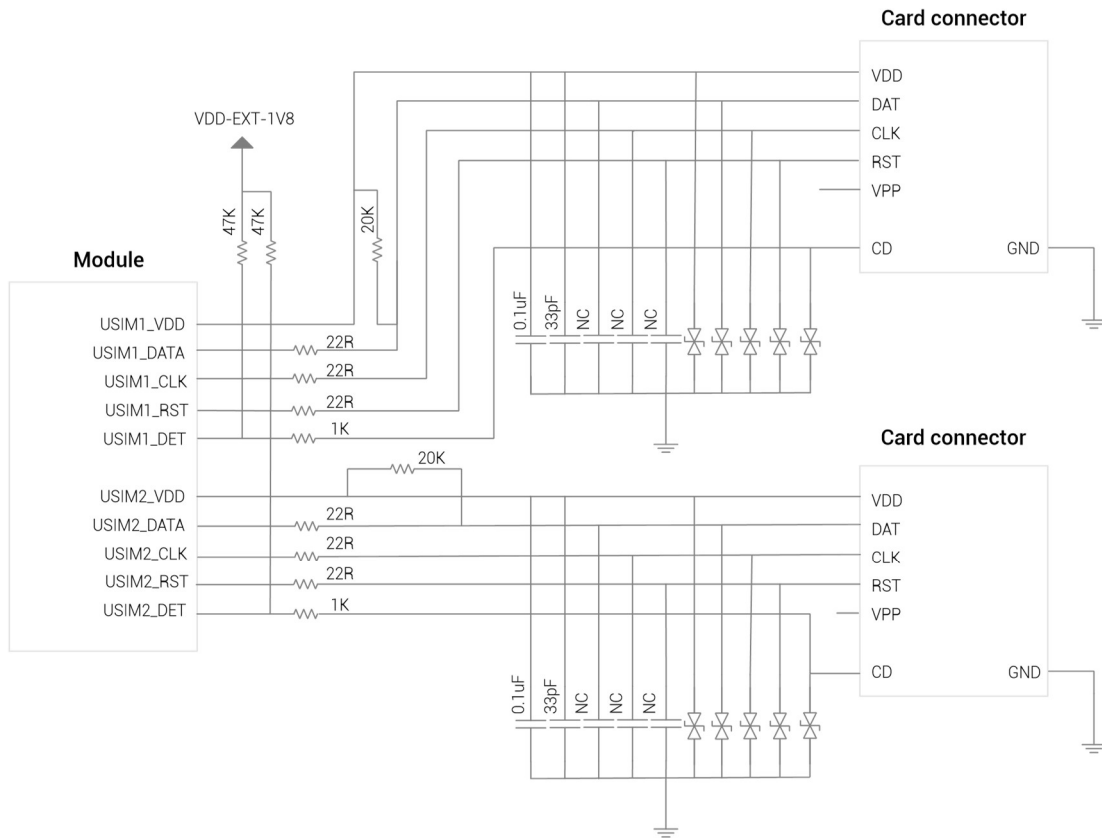 Card connector
VDD
DAT
CLK
RST
VPP
CD
GND
VDD-EXT-1V8
47K
47K
20K
Module
USIM1_VDD
USIM1_DATA
22R
USIM1_CLK
22R
USIM1_RST
22R
USIM1_DET
1K
0.1uF
33pF
NC
NC
NC
Card connector
20K
USIM2_VDD
USIM2_DATA
22R
USIM2_CLK
22R
USIM2_RST
22R
USIM2_DET
1K
VDD
DAT
CLK
RST
VPP
CD
GND
0.1uF
33pF
NC
NC
NC